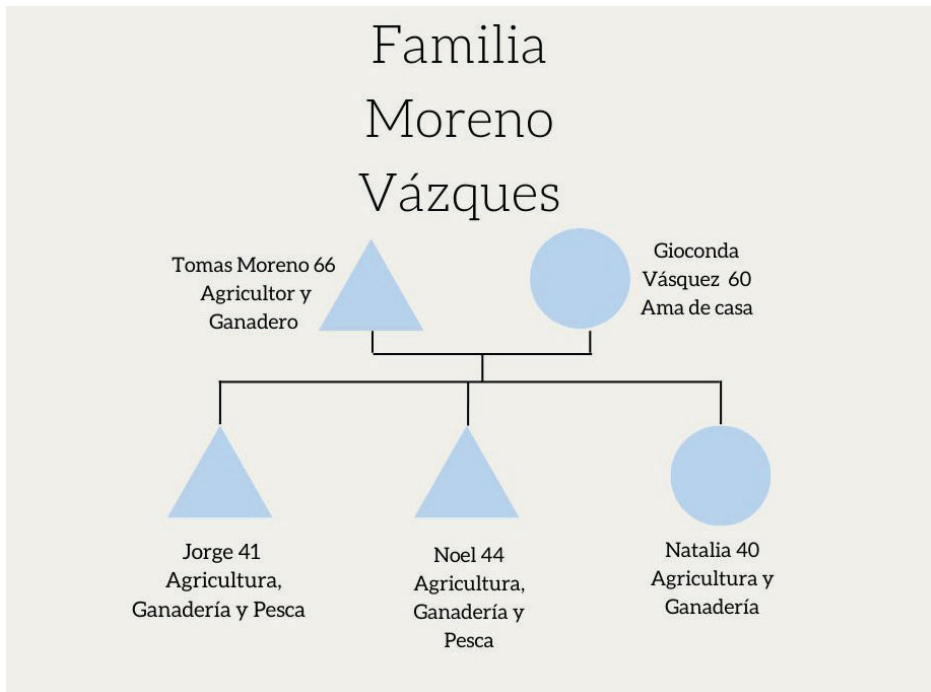 Familia
Moreno
Vázques
Tomas Moreno 66
Agricultor y
Ganadero
Gioconda
Vásquez 60
Ama de casa
Jorge 41
Agricultura,
Ganadería y Pesca
Noel 44
Agricultura,
Ganadería y
Pesca
Natalia 40
Agricultura y
Ganadería